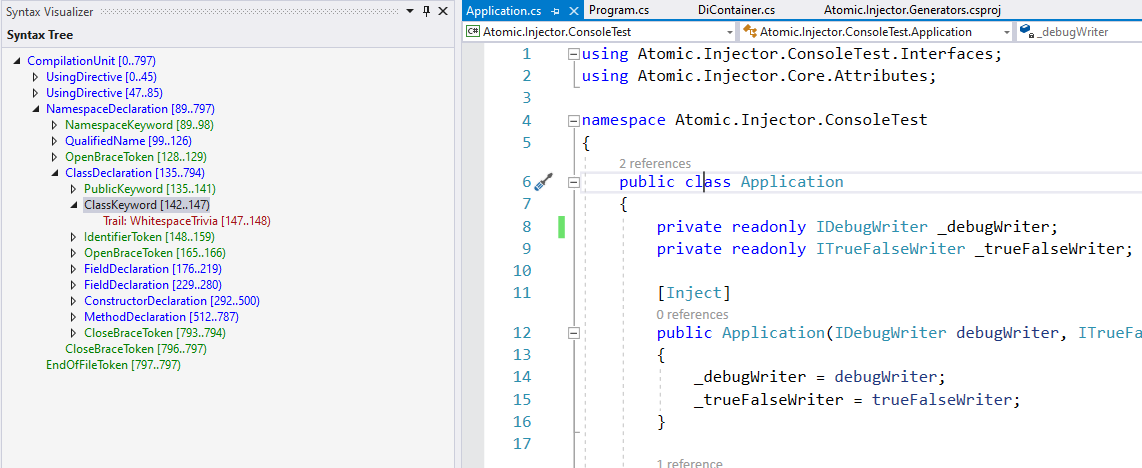 Syntax Visualizer
Syntax Tree
CompilationUnit [0..797]
UsingDirective [0..45]
UsingDirective [47..85]
NamespaceDeclaration [89..797]
NamespaceKeyword [89..98]
QualifiedName [99..126]
OpenBraceToken [128..129]
ClassDeclaration [135..794]
PublicKeyword [135..141]
ClassKeyword [142..147]
Trail: WhitespaceTrivia [147..148]
IdentifierToken [148..159]
OpenBraceToken [165..166]
FieldDeclaration [176..219]
FieldDeclaration [229..280]
ConstructorDeclaration [292..500]
MethodDeclaration [512..787]
CloseBraceToken [793..794]
CloseBraceToken [796..797]
EndOfFileToken [797..797]
Application.cs Program.cs DiContainer.cs Atomic.Injector.Generators.csproj
C# Atomic.Injector.ConsoleTest Atomic.Injector.ConsoleTest.Application _debugWriter
1 using Atomic.Injector.ConsoleTest.Interfaces;
2 using Atomic.Injector.Core.Attributes;
3
4 namespace Atomic.Injector.ConsoleTest
5 {
2 references
6 public class Application
7 {
8 private readonly IDebugWriter _debugWriter;
9 private readonly ITrueFalseWriter _trueFalseWriter;
10
11 [Inject]
0 references
12 public Application(IDebugWriter debugWriter, ITrueFa
13 {
14 _debugWriter = debugWriter;
15 _trueFalseWriter = trueFalseWriter;
16 }
17
1 reference